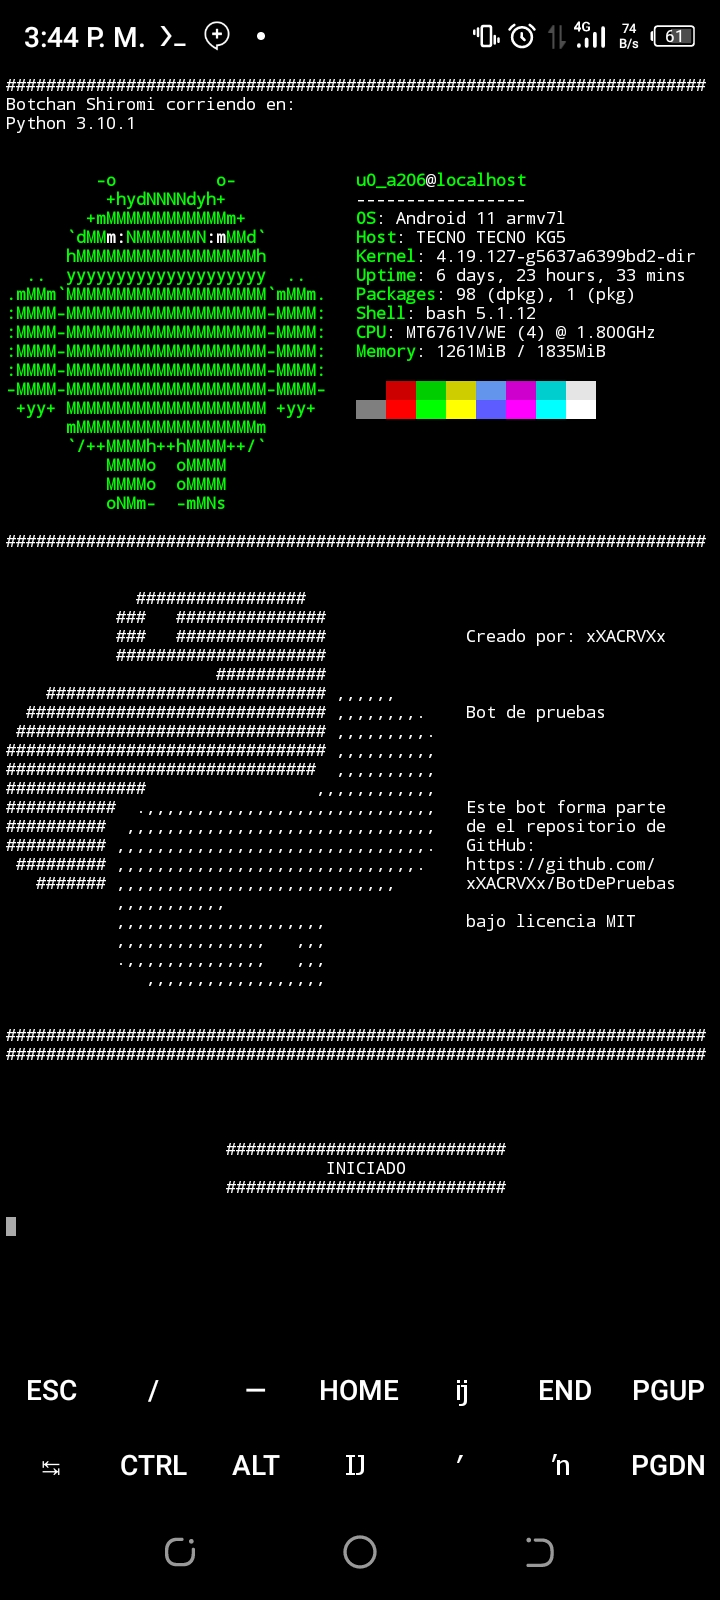 3:44 P. M.
4G
74
B/s
61
######################################################################
Botchan Shiromi corriendo en:
Python 3.10.1
-o          o-
+hydNNNNdyh+
+mMMMMMMMMMMMMm+
`dMMm:NMMMMMMN:mMMd`
hMMMMMMMMMMMMMMMMMMh
..  yyyyyyyyyyyyyyyyyyyy  ..
.mMMm`MMMMMMMMMMMMMMMMMMMM`mMMm.
:MMMM-MMMMMMMMMMMMMMMMMMMM-MMMM:
:MMMM-MMMMMMMMMMMMMMMMMMMM-MMMM:
:MMMM-MMMMMMMMMMMMMMMMMMMM-MMMM:
:MMMM-MMMMMMMMMMMMMMMMMMMM-MMMM:
-MMMM-MMMMMMMMMMMMMMMMMMMM-MMMM-
+yy+ MMMMMMMMMMMMMMMMMMMM +yy+
mMMMMMMMMMMMMMMMMMMm
`/++MMMMh++hMMMM++/`
MMMMo  oMMMM
MMMMo  oMMMM
oNMm-  -mMNs
u0_a206@localhost
-----------------
OS: Android 11 armv7l
Host: TECNO TECNO KG5
Kernel: 4.19.127-g5637a6399bd2-dir
Uptime: 6 days, 23 hours, 33 mins
Packages: 98 (dpkg), 1 (pkg)
Shell: bash 5.1.12
CPU: MT6761V/WE (4) @ 1.800GHz
Memory: 1261MiB / 1835MiB
######################################################################
Creado por: xXACRVXx
Bot de pruebas
Este bot forma parte
de el repositorio de
GitHub:
https://github.com/
xXACRVXx/BotDePruebas
bajo licencia MIT
######################################################################
######################################################################
############################
INICIADO
############################
ESC / — HOME ĳ END PGUP
↹ CTRL ALT Ĳ ′ ŉ PGDN